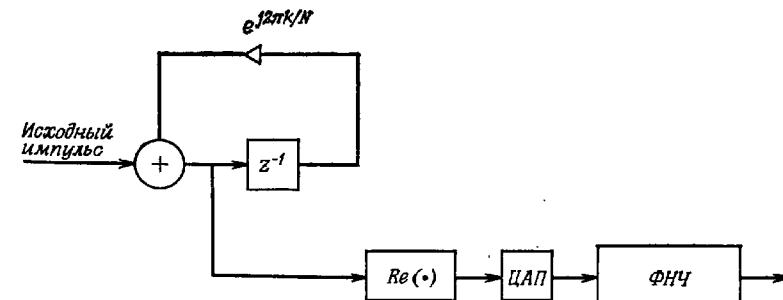 e^{j2πk/N}
Исходный
импульс
+
z^{-1}
Re(•)
ЦАП
ФНЧ